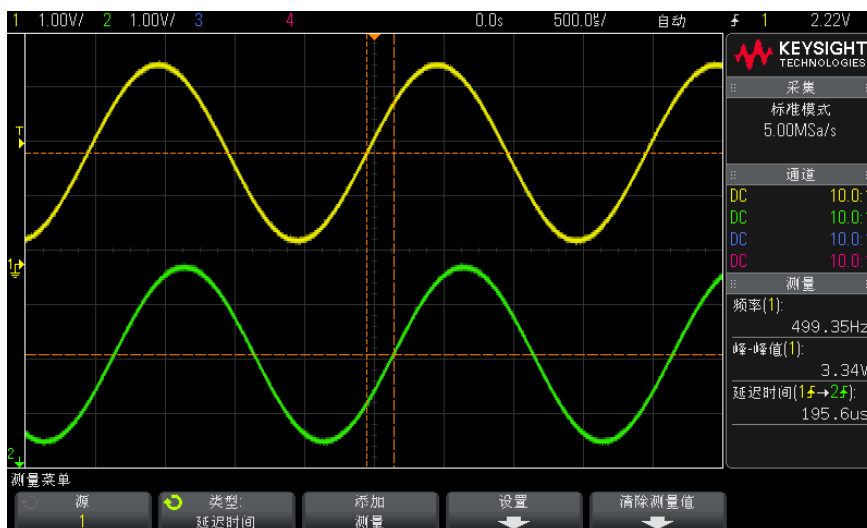 1 1.00V/ 2 1.00V/ 3 4 0.0s 500.0us/ 自动 1 2.22V
KEYSIGHT
TECHNOLOGIES
采集
标准模式
5.00MSa/s
通道
DC 10.0:
DC 10.0:
DC 10.0:
DC 10.0:
测量
频率(1):
499.35Hz
峰-峰值(1):
3.34V
延迟时间(1→2):
195.6us
T
1
2
测量菜单
源
1
类型:
延迟时间
添加
测量
设置
清除测量值